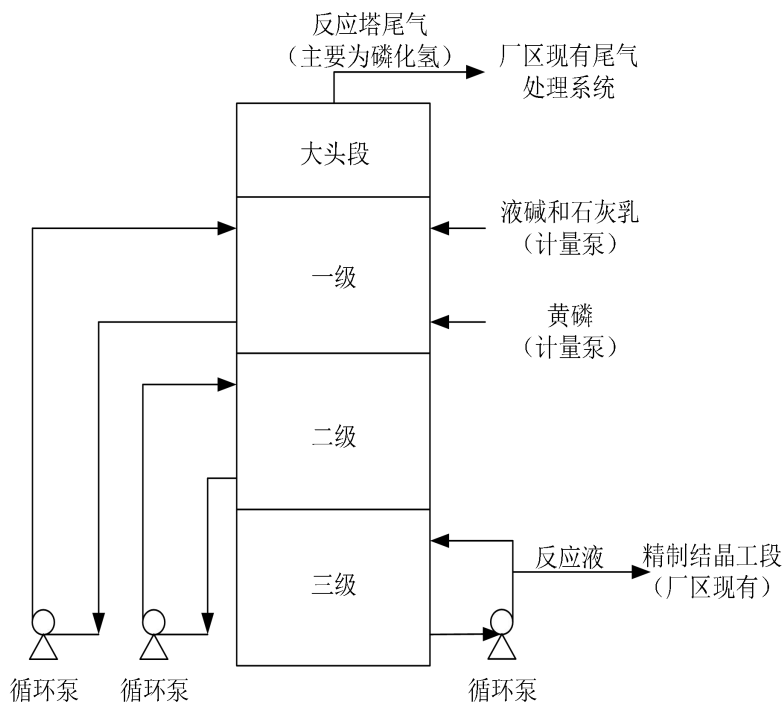 反应塔尾气
（主要为磷化氢）
厂区现有尾气
处理系统
大头段
液碱和石灰乳
（计量泵）
一级
黄磷
（计量泵）
二级
反应液
精制结晶工段
（厂区现有）
三级
循环泵
循环泵
循环泵